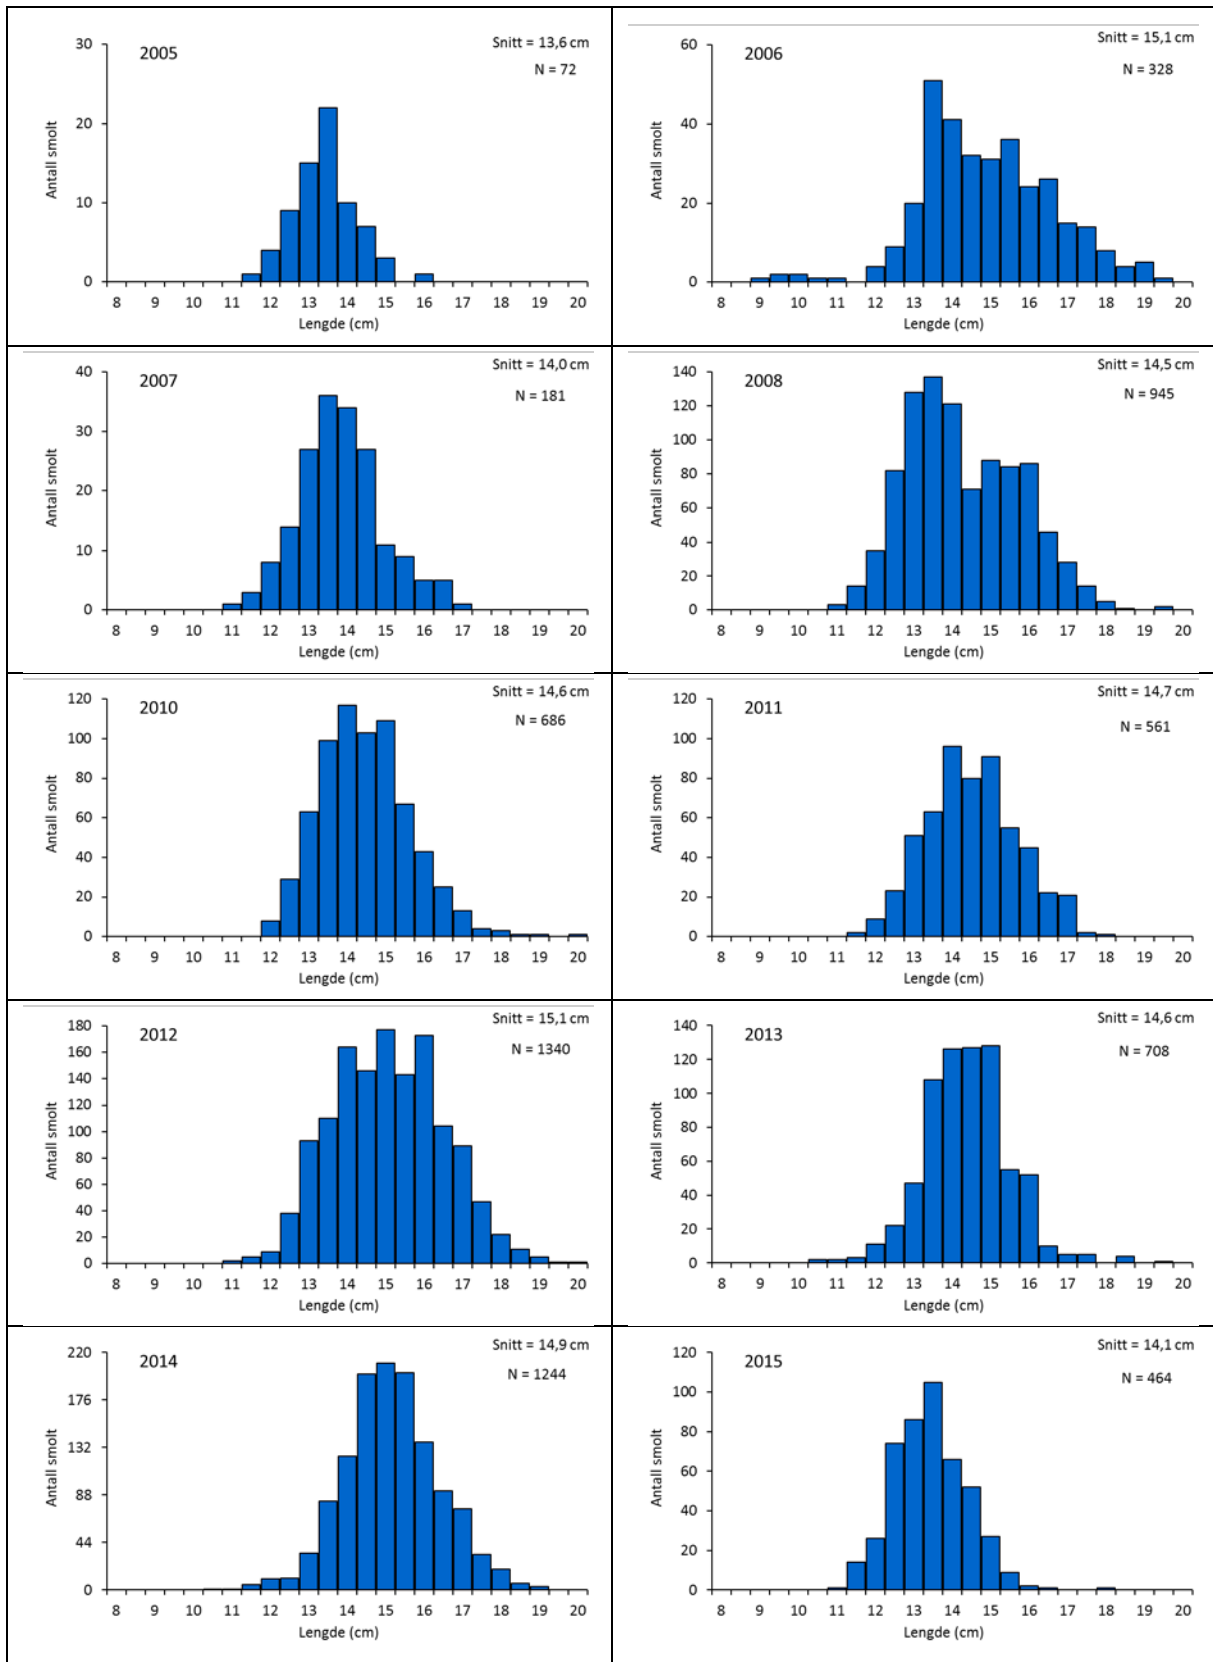 Snitt = 13,6 cm
2005
N = 72
30
20
10
0
Antall smolt
8 9 10 11 12 13 14 15 16 17 18 19 20
Lengde (cm)
Snitt = 15,1 cm
2006
N = 328
60
40
20
0
Antall smolt
8 9 10 11 12 13 14 15 16 17 18 19 20
Lengde (cm)
Snitt = 14,0 cm
2007
N = 181
40
30
20
10
0
Antall smolt
8 9 10 11 12 13 14 15 16 17 18 19 20
Lengde (cm)
Snitt = 14,5 cm
2008
N = 945
140
120
100
80
60
40
20
0
Antall smolt
8 9 10 11 12 13 14 15 16 17 18 19 20
Lengde (cm)
Snitt = 14,6 cm
2010
N = 686
120
100
80
60
40
20
0
Antall smolt
8 9 10 11 12 13 14 15 16 17 18 19 20
Lengde (cm)
Snitt = 14,7 cm
2011
N = 561
120
100
80
60
40
20
0
Antall smolt
8 9 10 11 12 13 14 15 16 17 18 19 20
Lengde (cm)
Snitt = 15,1 cm
2012
N = 1340
180
160
140
120
100
80
60
40
20
0
Antall smolt
8 9 10 11 12 13 14 15 16 17 18 19 20
Lengde (cm)
Snitt = 14,6 cm
2013
N = 708
140
120
100
80
60
40
20
0
Antall smolt
8 9 10 11 12 13 14 15 16 17 18 19 20
Lengde (cm)
Snitt = 14,9 cm
2014
N = 1244
220
176
132
88
44
0
Antall smolt
8 9 10 11 12 13 14 15 16 17 18 19 20
Lengde (cm)
Snitt = 14,1 cm
2015
N = 464
120
100
80
60
40
20
0
Antall smolt
8 9 10 11 12 13 14 15 16 17 18 19 20
Lengde (cm)